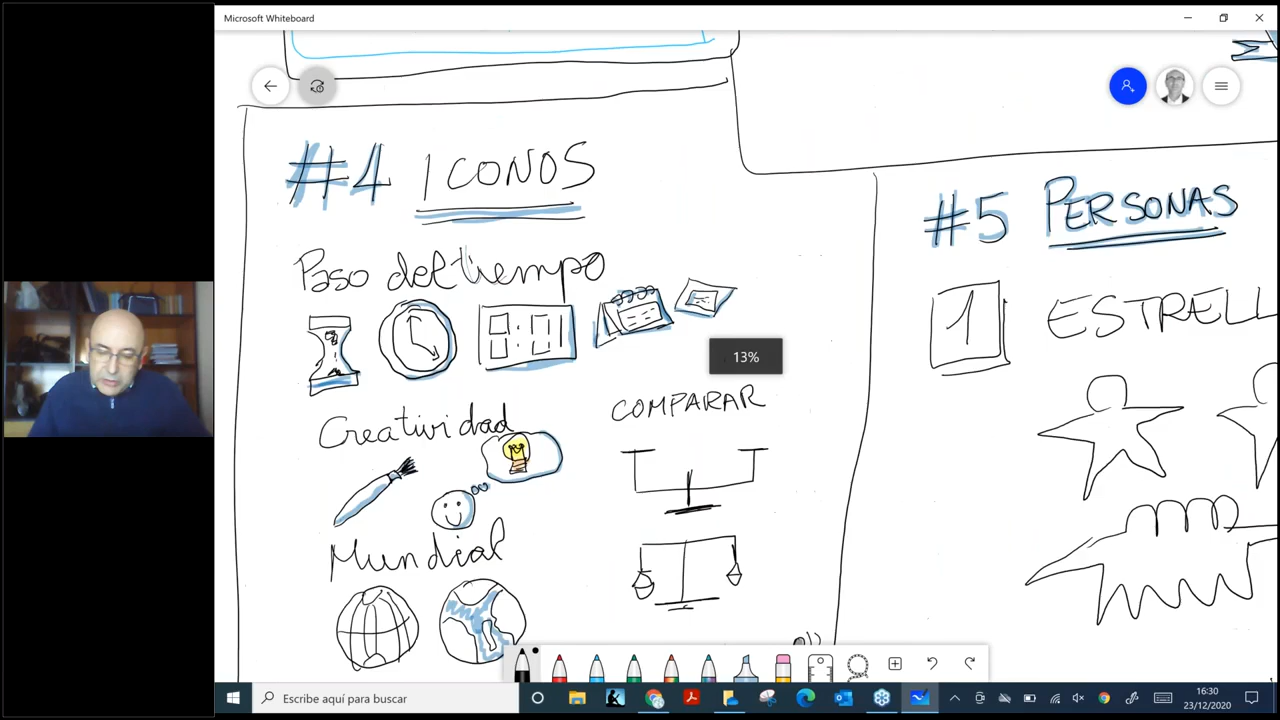 Microsoft Whiteboard
#4 ICONOS
Paso del tiempo
13%
COMPARAR
Creatividad
Mundial
#5 PERSONAS
1 ESTRELL
Escribe aquí para buscar
16:30
23/12/2020